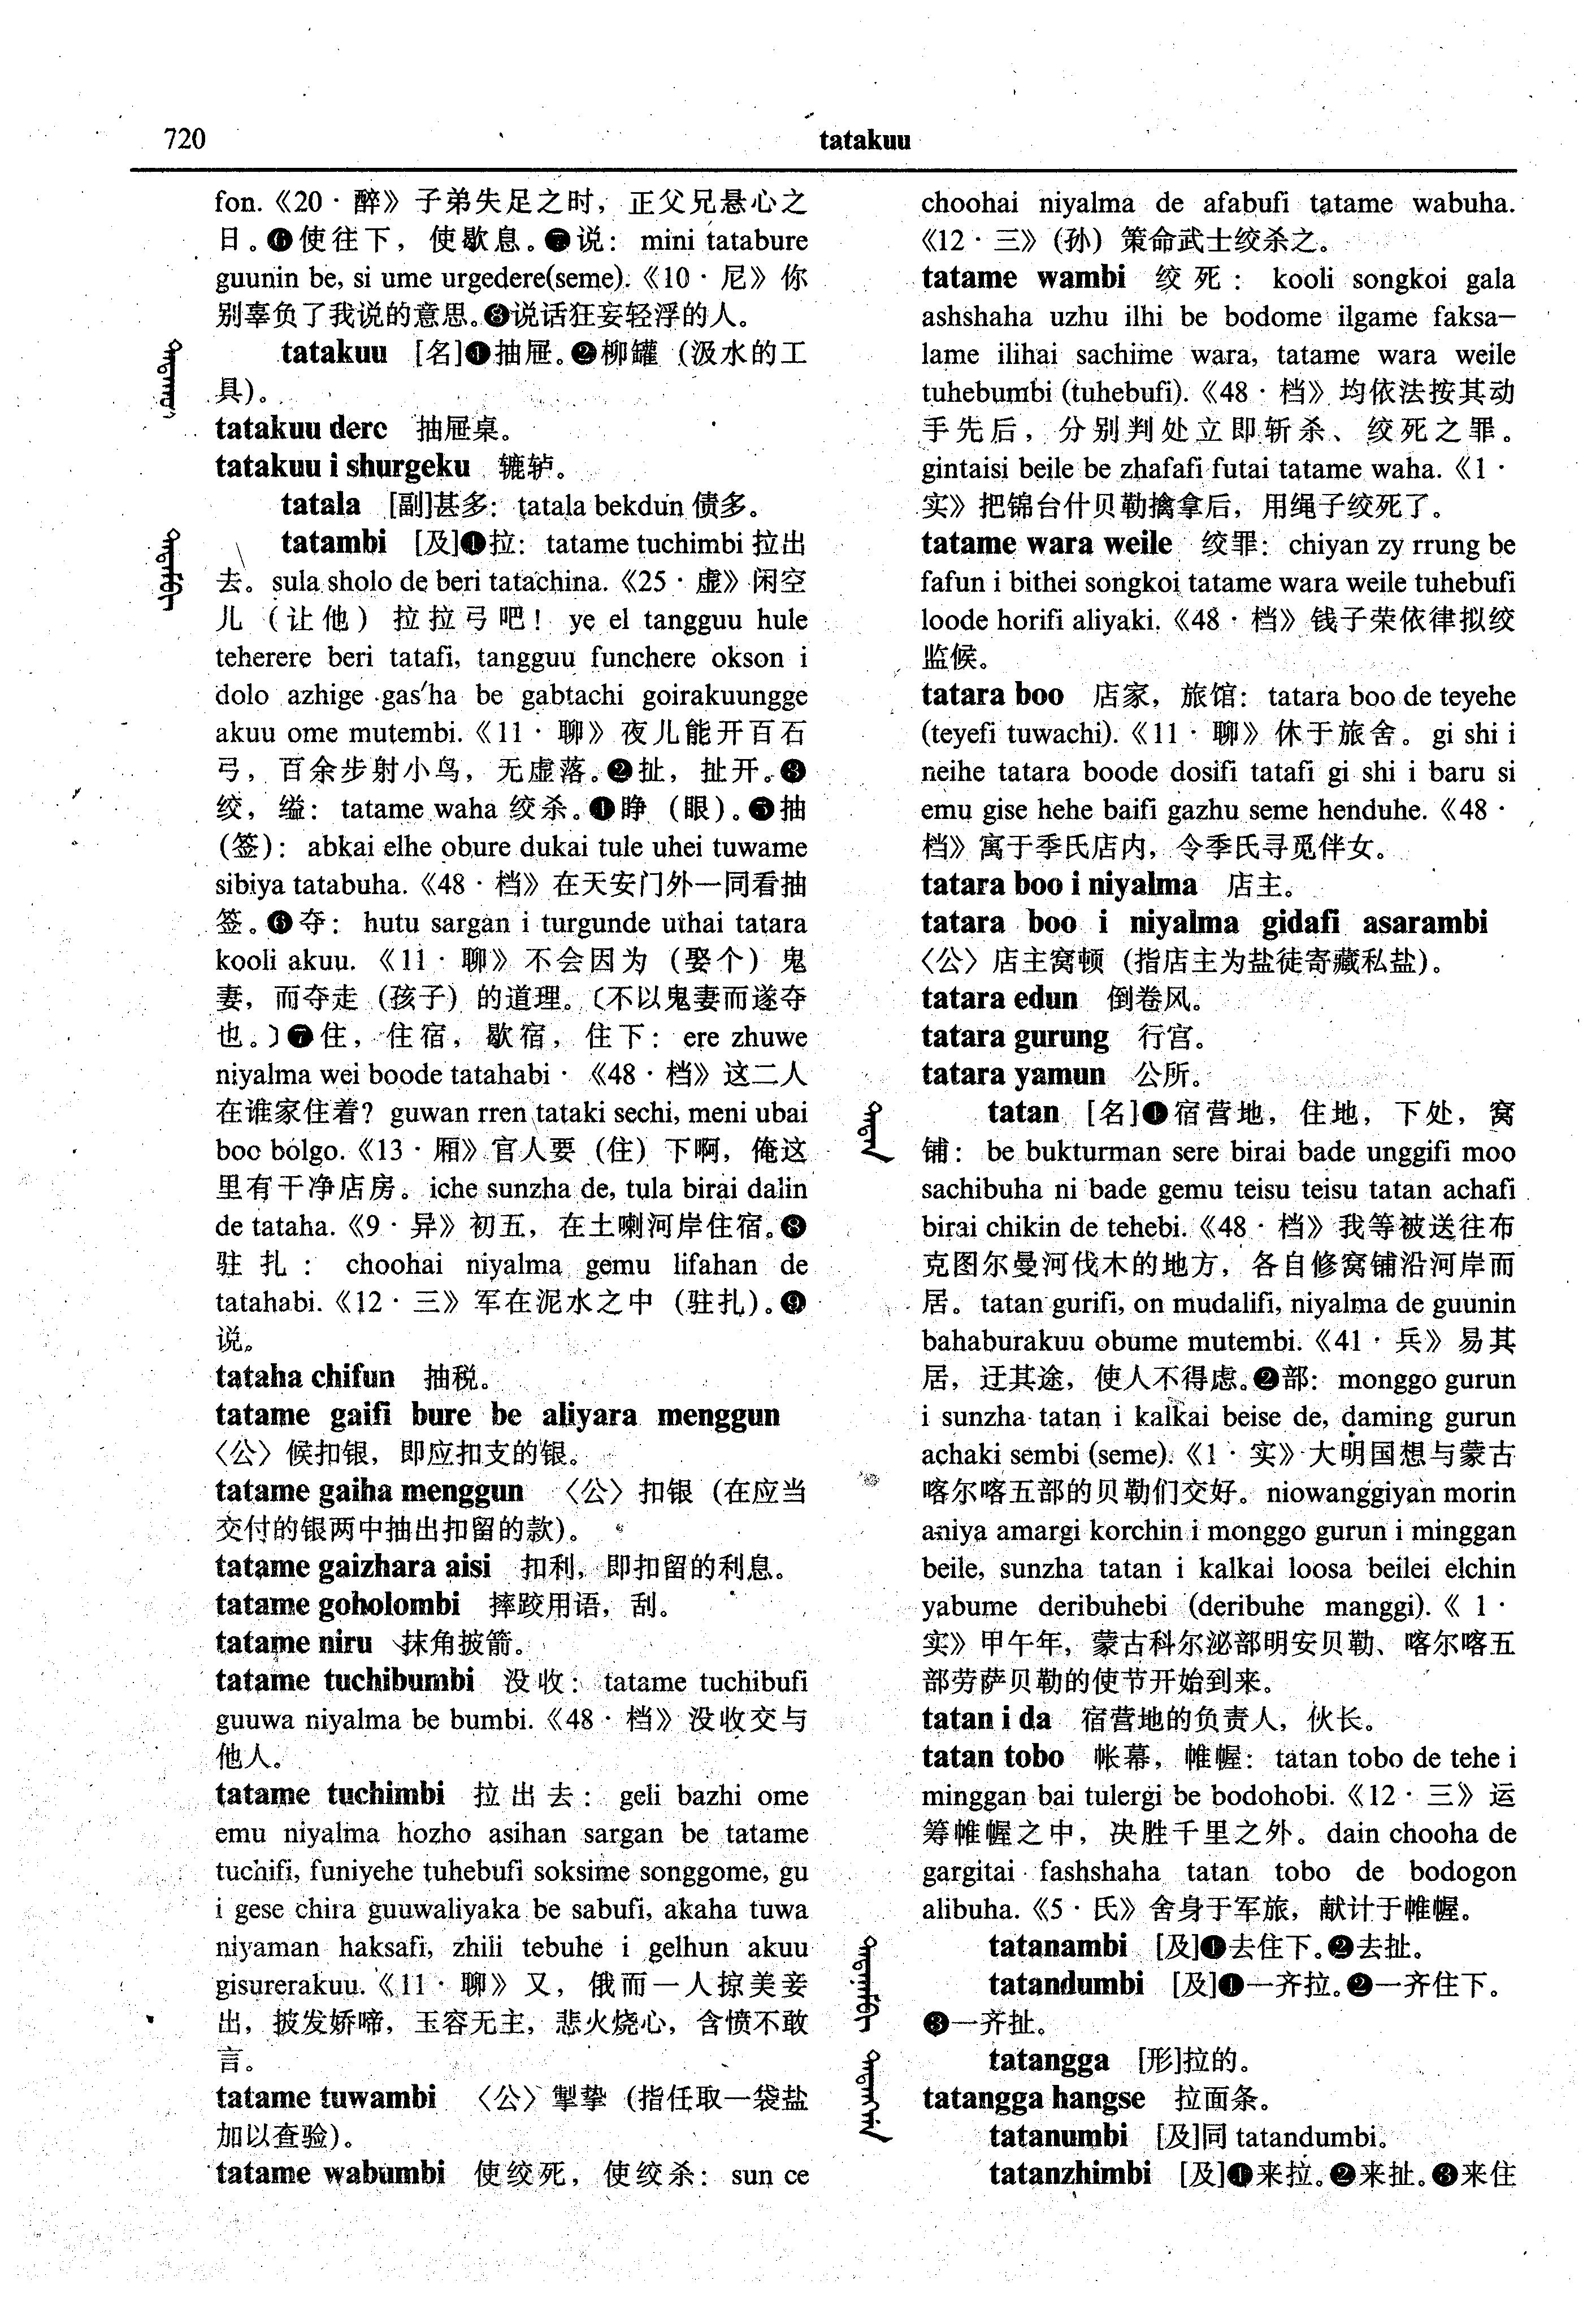 720
tatakuu
fon.《20·醉》子弟失足之时，正父兄悬心之
日。❻使往下，使歇息。❼说：mini tatabure
guunin be, si ume urgedere(seme).《10·尼》你
别辜负了我说的意思。❽说话狂妄轻浮的人。
tatakuu [名]❶抽屉。❷柳罐（汲水的工
具）。
tatakuu dere 抽屉桌。
tatakuu i shurgeku 辘轳。
tatala [副]甚多：tatala bekdun 债多。
tatambi [及]❶拉：tatame tuchimbi 拉出
去。sula sholo de beri tatachina.《25·虚》闲空
儿（让他）拉拉弓吧！ye el tangguu hule
teherere beri tatafi, tangguu funchere okson i
dolo azhige gas'ha be gabtachi goirakuungge
akuu ome mutembi.《11·聊》夜儿能开百石
弓，百余步射小鸟，无虚落。❷扯，扯开。❸
绞，缢：tatame waha 绞杀。❹睁（眼）。❺抽
（签）：abkai elhe obure dukai tule uhei tuwame
sibiya tatabuha.《48·档》在天安门外一同看抽
签。❻夺：hutu sargan i turgunde uthai tatara
kooli akuu.《11·聊》不会因为（娶个）鬼
妻，而夺走（孩子）的道理。〔不以鬼妻而遂夺
也。〕❼住，住宿，歇宿，住下：ere zhuwe
niyalma wei boode tatahabi·《48·档》这二人
在谁家住着？guwan rren tataki sechi, meni ubai
boo bolgo.《13·厢》官人要（住）下啊，俺这
里有干净店房。iche sunzha de, tula birai dalin
de tataha.《9·异》初五，在土喇河岸住宿。❽
驻扎：choohai niyalma gemu lifahan de
tatahabi.《12·三》军在泥水之中（驻扎）。❾
说。
tataha chifun 抽税。
tatame gaifi bure be aliyara menggun
〈公〉候扣银，即应扣支的银。
tatame gaiha menggun 〈公〉扣银（在应当
交付的银两中抽出扣留的款）。
tatame gaizhara aisi 扣利，即扣留的利息。
tatame goholombi 摔跤用语，刮。
tatame niru 抹角披箭。
tatame tuchibumbi 没收：tatame tuchibufi
guuwa niyalma be bumbi.《48·档》没收交与
他人。
tatame tuchimbi 拉出去：geli bazhi ome
emu niyalma hozho asihan sargan be tatame
tuchifi, funiyehe tuhebufi soksime songgome, gu
i gese chira guuwaliyaka be sabufi, akaha tuwa
niyaman haksafi, zhili tebuhe i gelhun akuu
gisurerakuu.《11·聊》又，俄而一人掠美妾
出，披发娇啼，玉容无主，悲火烧心，含愤不敢
言。
tatame tuwambi 〈公〉掣挚（指任取一袋盐
加以查验）。
tatame wabumbi 使绞死，使绞杀：sun ce
choohai niyalma de afabufi tatame wabuha.
《12·三》（孙）策命武士绞杀之。
tatame wambi 绞死：kooli songkoi gala
ashshaha uzhu ilhi be bodome ilgame faksa-
lame ilihai sachime wara, tatame wara weile
tuhebumbi (tuhebufi).《48·档》均依法按其动
手先后，分别判处立即斩杀、绞死之罪。
gintaisi beile be zhafafi futai tatame waha.《1·
实》把锦台什贝勒擒拿后，用绳子绞死了。
tatame wara weile 绞罪：chiyan zy rrung be
fafun i bithei songkoi tatame wara weile tuhebufi
loode horifi aliyaki.《48·档》钱子荣依律拟绞
监候。
tatara boo 店家，旅馆：tatara boo de teyehe
(teyefi tuwachi).《11·聊》休于旅舍。gi shi i
neihe tatara boode dosifi tatafi gi shi i baru si
emu gise hehe baifi gazhu seme henduhe.《48·
档》寓于季氏店内，令季氏寻觅伴女。
tatara boo i niyalma 店主。
tatara boo i niyalma gidafi asarambi
〈公〉店主窝顿（指店主为盐徒寄藏私盐）。
tatara edun 倒卷风。
tatara gurung 行宫。
tatara yamun 公所。
tatan [名]❶宿营地，住地，下处，窝
铺：be bukturman sere birai bade unggifi moo
sachibuha ni bade gemu teisu teisu tatan achafi
birai chikin de tehebi.《48·档》我等被送往布
克图尔曼河伐木的地方，各自修窝铺沿河岸而
居。tatan gurifi, on mudalifi, niyalma de guunin
bahaburakuu obume mutembi.《41·兵》易其
居，迂其途，使人不得虑。❷部：monggo gurun
i sunzha tatan i kalkai beise de, daming gurun
achaki sembi (seme).《1·实》大明国想与蒙古
喀尔喀五部的贝勒们交好。niowanggiyan morin
aniya amargi korchin i monggo gurun i minggan
beile, sunzha tatan i kalkai loosa beilei elchin
yabume deribuhebi (deribuhe manggi).《1·
实》甲午年，蒙古科尔泌部明安贝勒、喀尔喀五
部劳萨贝勒的使节开始到来。
tatan i da 宿营地的负责人，伙长。
tatan tobo 帐幕，帷幄：tatan tobo de tehe i
minggan bai tulergi be bodohobi.《12·三》运
筹帷幄之中，决胜千里之外。dain chooha de
gargitai fashshaha tatan tobo de bodogon
alibuha.《5·氏》舍身于军旅，献计于帷幄。
tatanambi [及]❶去住下。❷去扯。
tatandumbi [及]❶一齐拉。❷一齐住下。
❸一齐扯。
tatangga [形]拉的。
tatangga hangse 拉面条。
tatanumbi [及]同 tatandumbi。
tatanzhimbi [及]❶来拉。❷来扯。❸来住